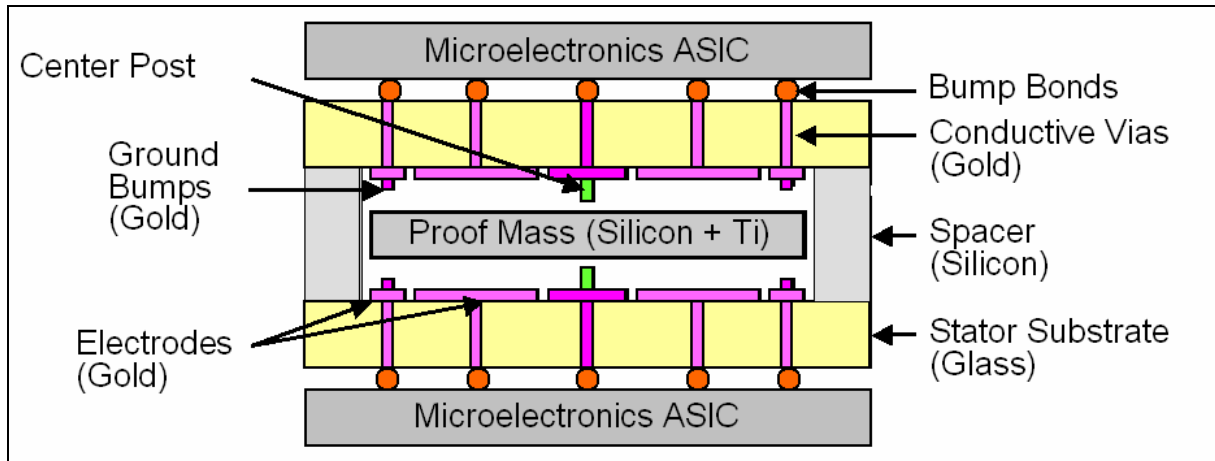 Microelectronics ASIC
Center Post
Bump Bonds
Conductive Vias
(Gold)
Ground
Bumps
(Gold)
Proof Mass (Silicon + Ti)
Spacer
(Silicon)
Electrodes
(Gold)
Stator Substrate
(Glass)
Microelectronics ASIC